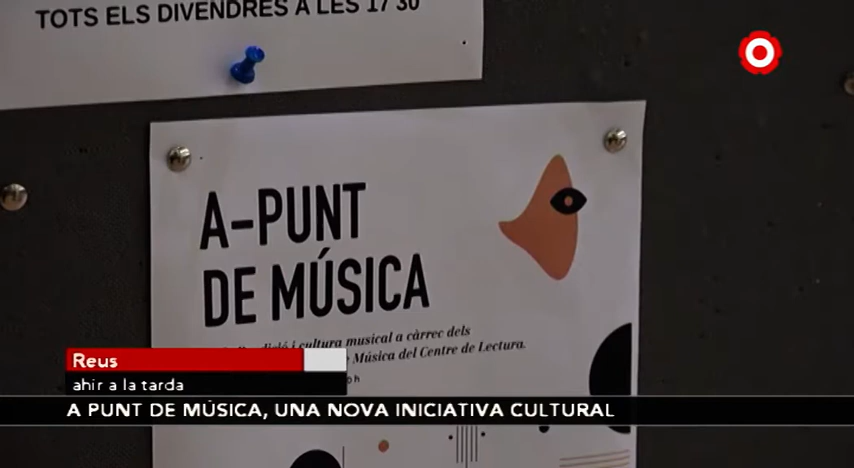 TOTS ELS DIVENDRES A LES 17 30
A-PUNT
DE MÚSICA
i cultura musical a càrrec dels
Música del Centre de Lectura.
Reus
ahir a la tarda
A PUNT DE MÚSICA, UNA NOVA INICIATIVA CULTURAL